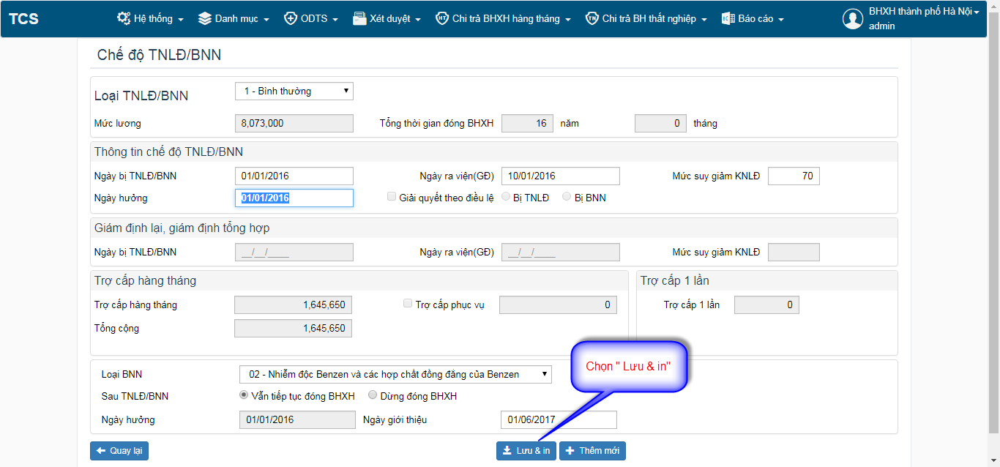 TCS Hệ thống Danh mục ODTS Xét duyệt HT Chi trả BHXH hàng tháng TN Chi trả BH thất nghiệp BC Báo cáo BHXH thành phố Hà Nội
admin
Chế độ TNLĐ/BNN
Loại TNLĐ/BNN 1 - Bình thường
Mức lương 8,073,000 Tổng thời gian đóng BHXH 16 năm 0 tháng
Thông tin chế độ TNLĐ/BNN
Ngày bị TNLĐ/BNN 01/01/2016 Ngày ra viện(GĐ) 10/01/2016 Mức suy giảm KNLĐ 70
Ngày hưởng 01/01/2016 Giải quyết theo điều lệ Bị TNLĐ Bị BNN
Giám định lại, giám định tổng hợp
Ngày bị TNLĐ/BNN __/__/____ Ngày ra viện(GĐ) __/__/____ Mức suy giảm KNLĐ
Trợ cấp hàng tháng Trợ cấp 1 lần
Trợ cấp hàng tháng 1,645,650 Trợ cấp phục vụ 0 Trợ cấp 1 lần 0
Tổng cộng 1,645,650
Chọn " Lưu & in"
Loại BNN 02 - Nhiễm độc Benzen và các hợp chất đồng đẳng của Benzen
Sau TNLĐ/BNN Vẫn tiếp tục đóng BHXH Dừng đóng BHXH
Ngày hưởng 01/01/2016 Ngày giới thiệu 01/06/2017
Quay lại Lưu & in Thêm mới